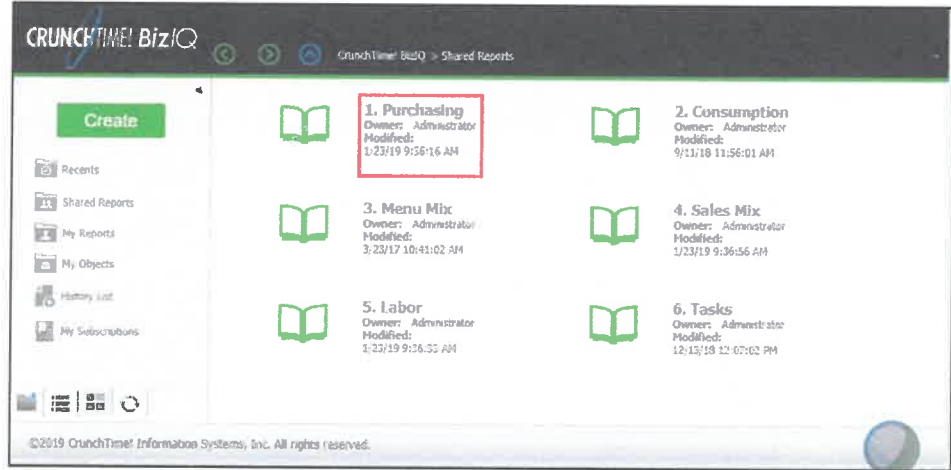 CRUNCHTIME! BizIQ
CrunchTime! BizIQ > Shared Reports
Create
Recents
Shared Reports
My Reports
My Objects
History List
My Subscriptions
1. Purchasing
Owner: Administrator
Modified:
1/23/19 9:36:16 AM
2. Consumption
Owner: Administrator
Modified:
9/11/18 11:56:01 AM
3. Menu Mix
Owner: Administrator
Modified:
3/23/17 10:41:02 AM
4. Sales Mix
Owner: Administrator
Modified:
1/23/19 9:36:56 AM
5. Labor
Owner: Administrator
Modified:
1/23/19 9:36:33 AM
6. Tasks
Owner: Administrator
Modified:
12/13/18 12:07:02 PM
©2019 CrunchTime! Information Systems, Inc. All rights reserved.